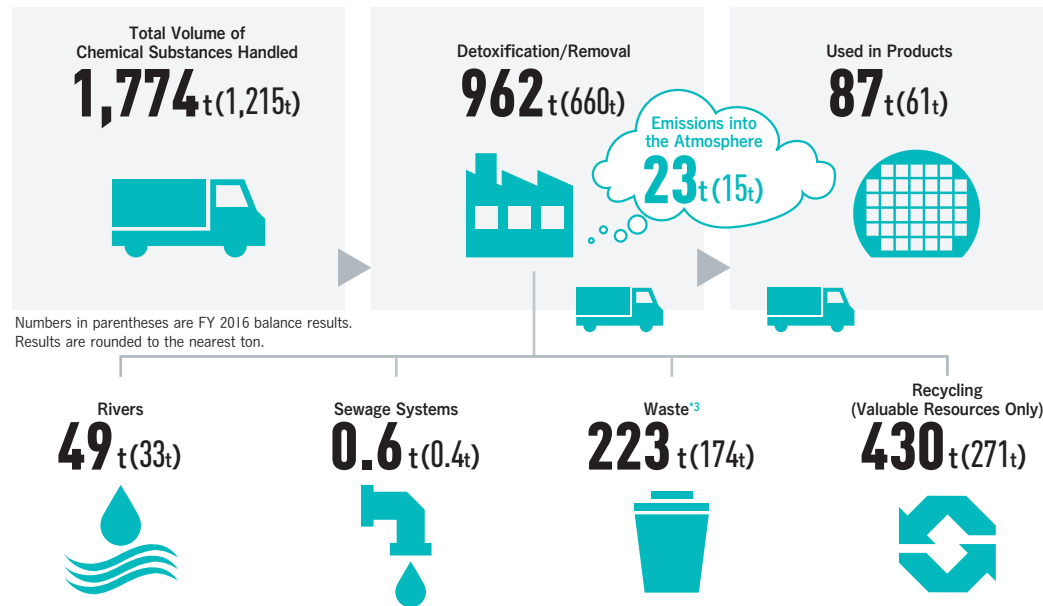 Total Volume of
Chemical Substances Handled
1,774t(1,215t)
Detoxification/Removal
962t(660t)
Emissions into
the Atmosphere
23t(15t)
Used in Products
87t(61t)
Numbers in parentheses are FY 2016 balance results.
Results are rounded to the nearest ton.
Rivers
49t(33t)
Sewage Systems
0.6t(0.4t)
Waste*3
223t(174t)
Recycling
(Valuable Resources Only)
430t(271t)